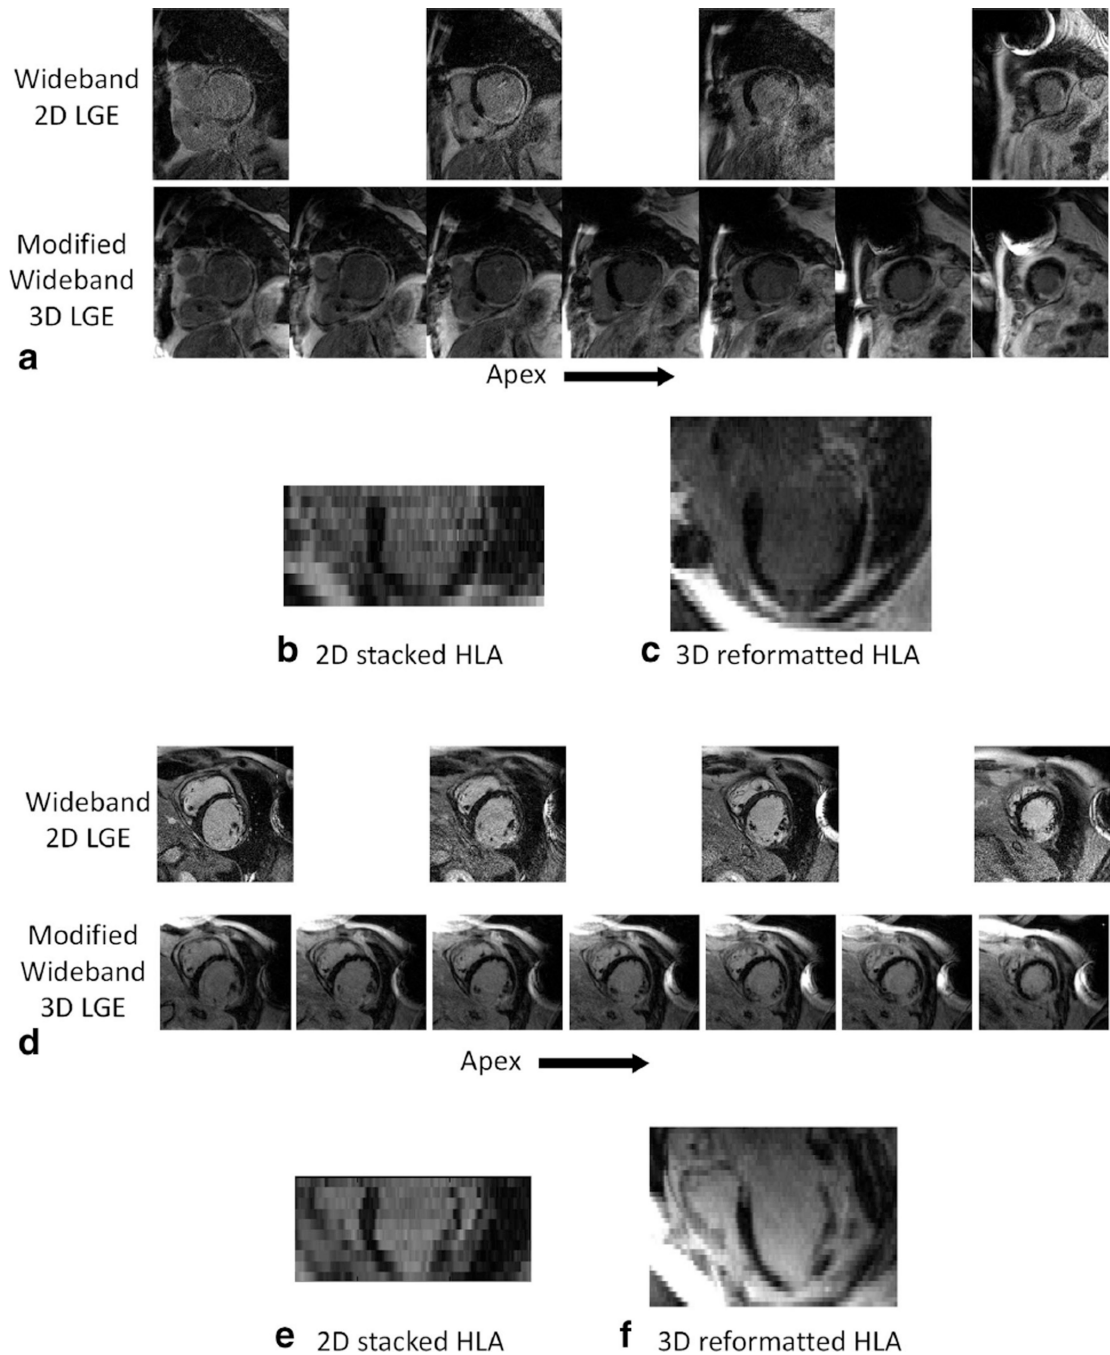 Wideband
2D LGE
Modified
Wideband
3D LGE
a
Apex
b 2D stacked HLA
c 3D reformatted HLA
Wideband
2D LGE
Modified
Wideband
3D LGE
d
Apex
e 2D stacked HLA
f 3D reformatted HLA